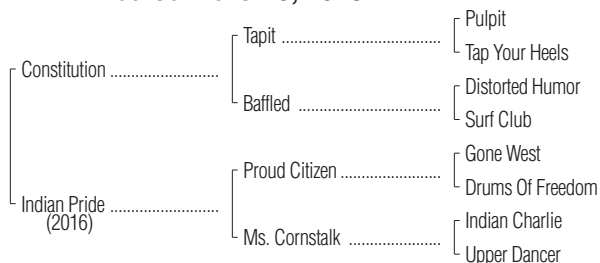 Pulpit
Tapit
Tap Your Heels
Constitution
Distorted Humor
Baffled
Surf Club
Gone West
Proud Citizen
Drums Of Freedom
Indian Pride
(2016)
Indian Charlie
Ms. Cornstalk
Upper Dancer